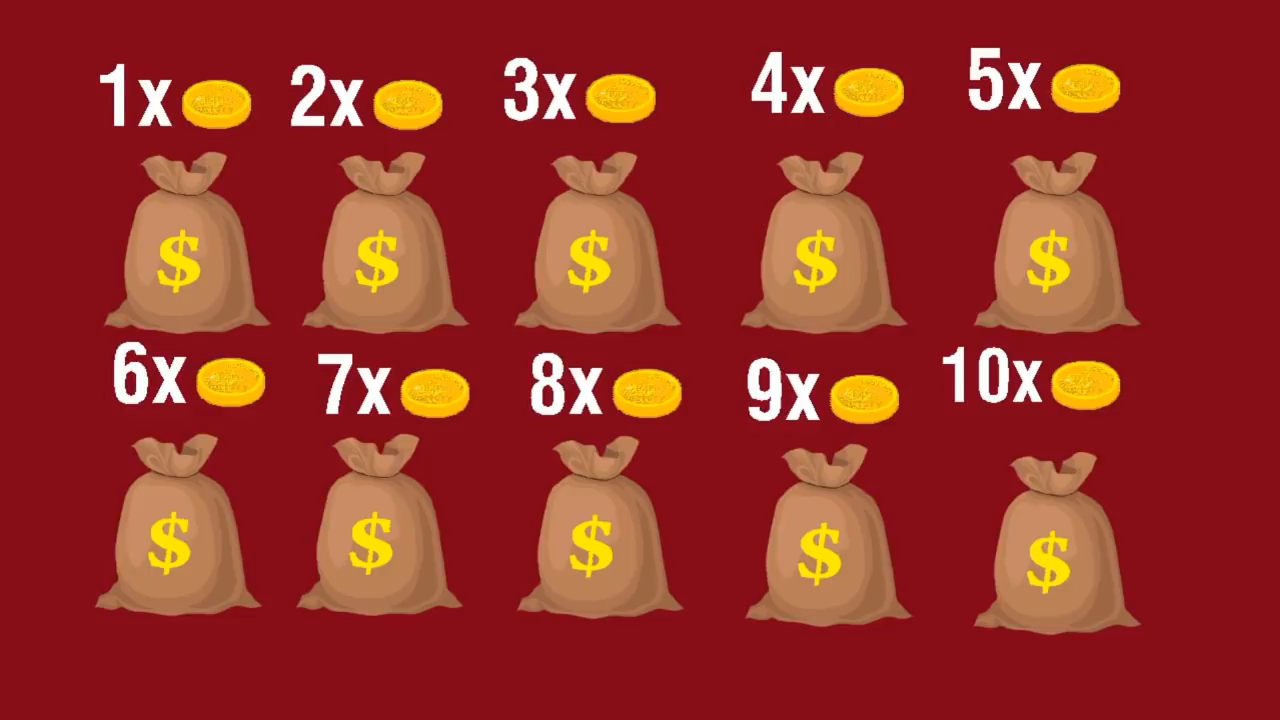 1x 2x 3x 4x 5x
$ $ $ $ $
6x 7x 8x 9x 10x
$ $ $ $ $